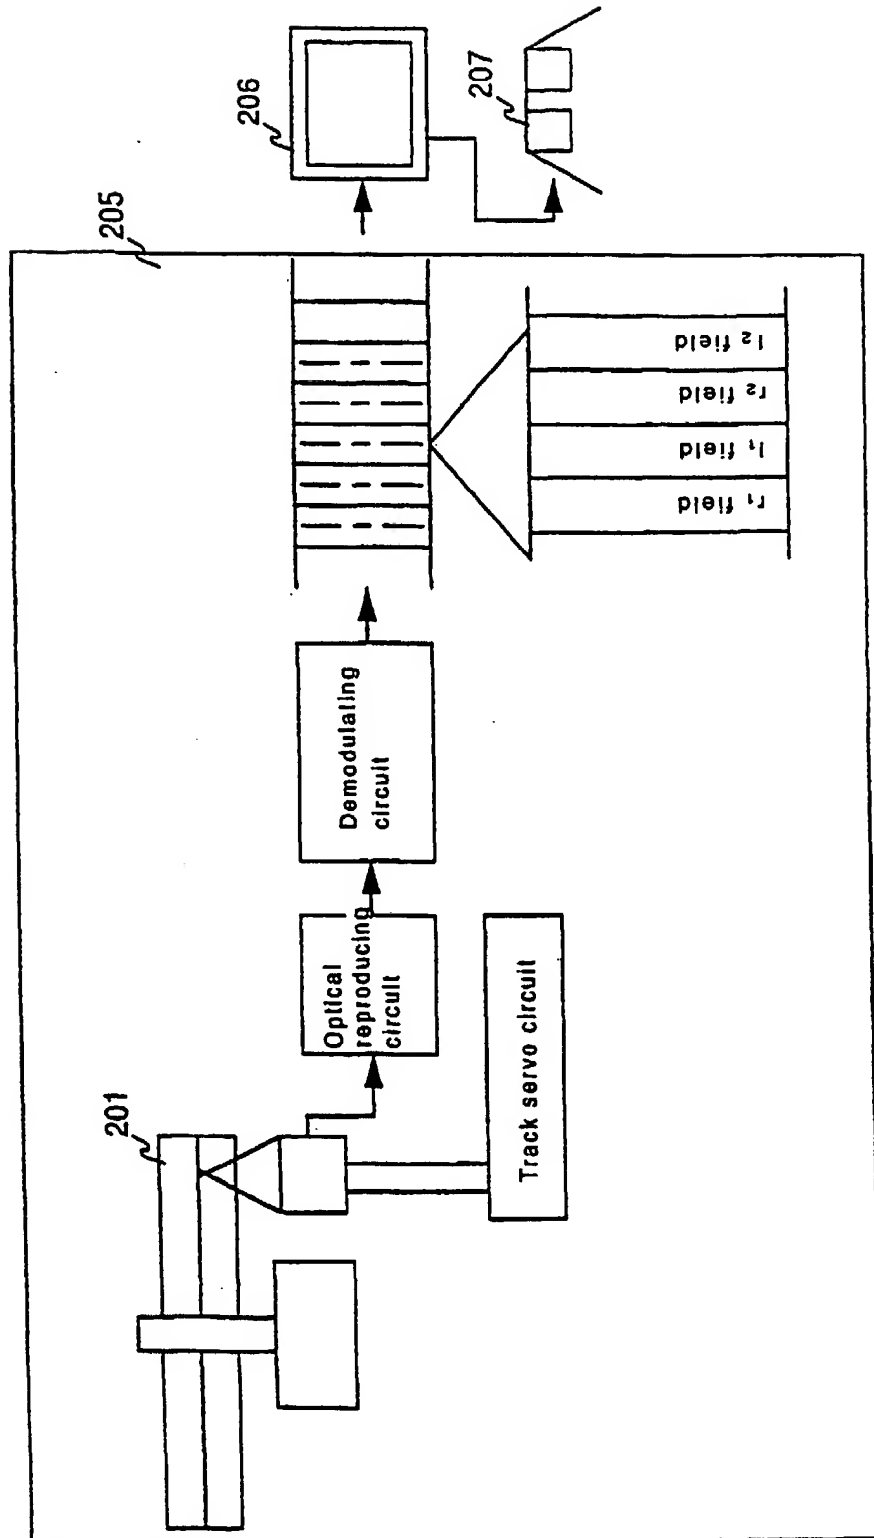 201
Optical
reproducing
circuit
Track servo circuit
Demodulating
circuit
205
r₁ field
l₁ field
r₂ field
l₂ field
206
207